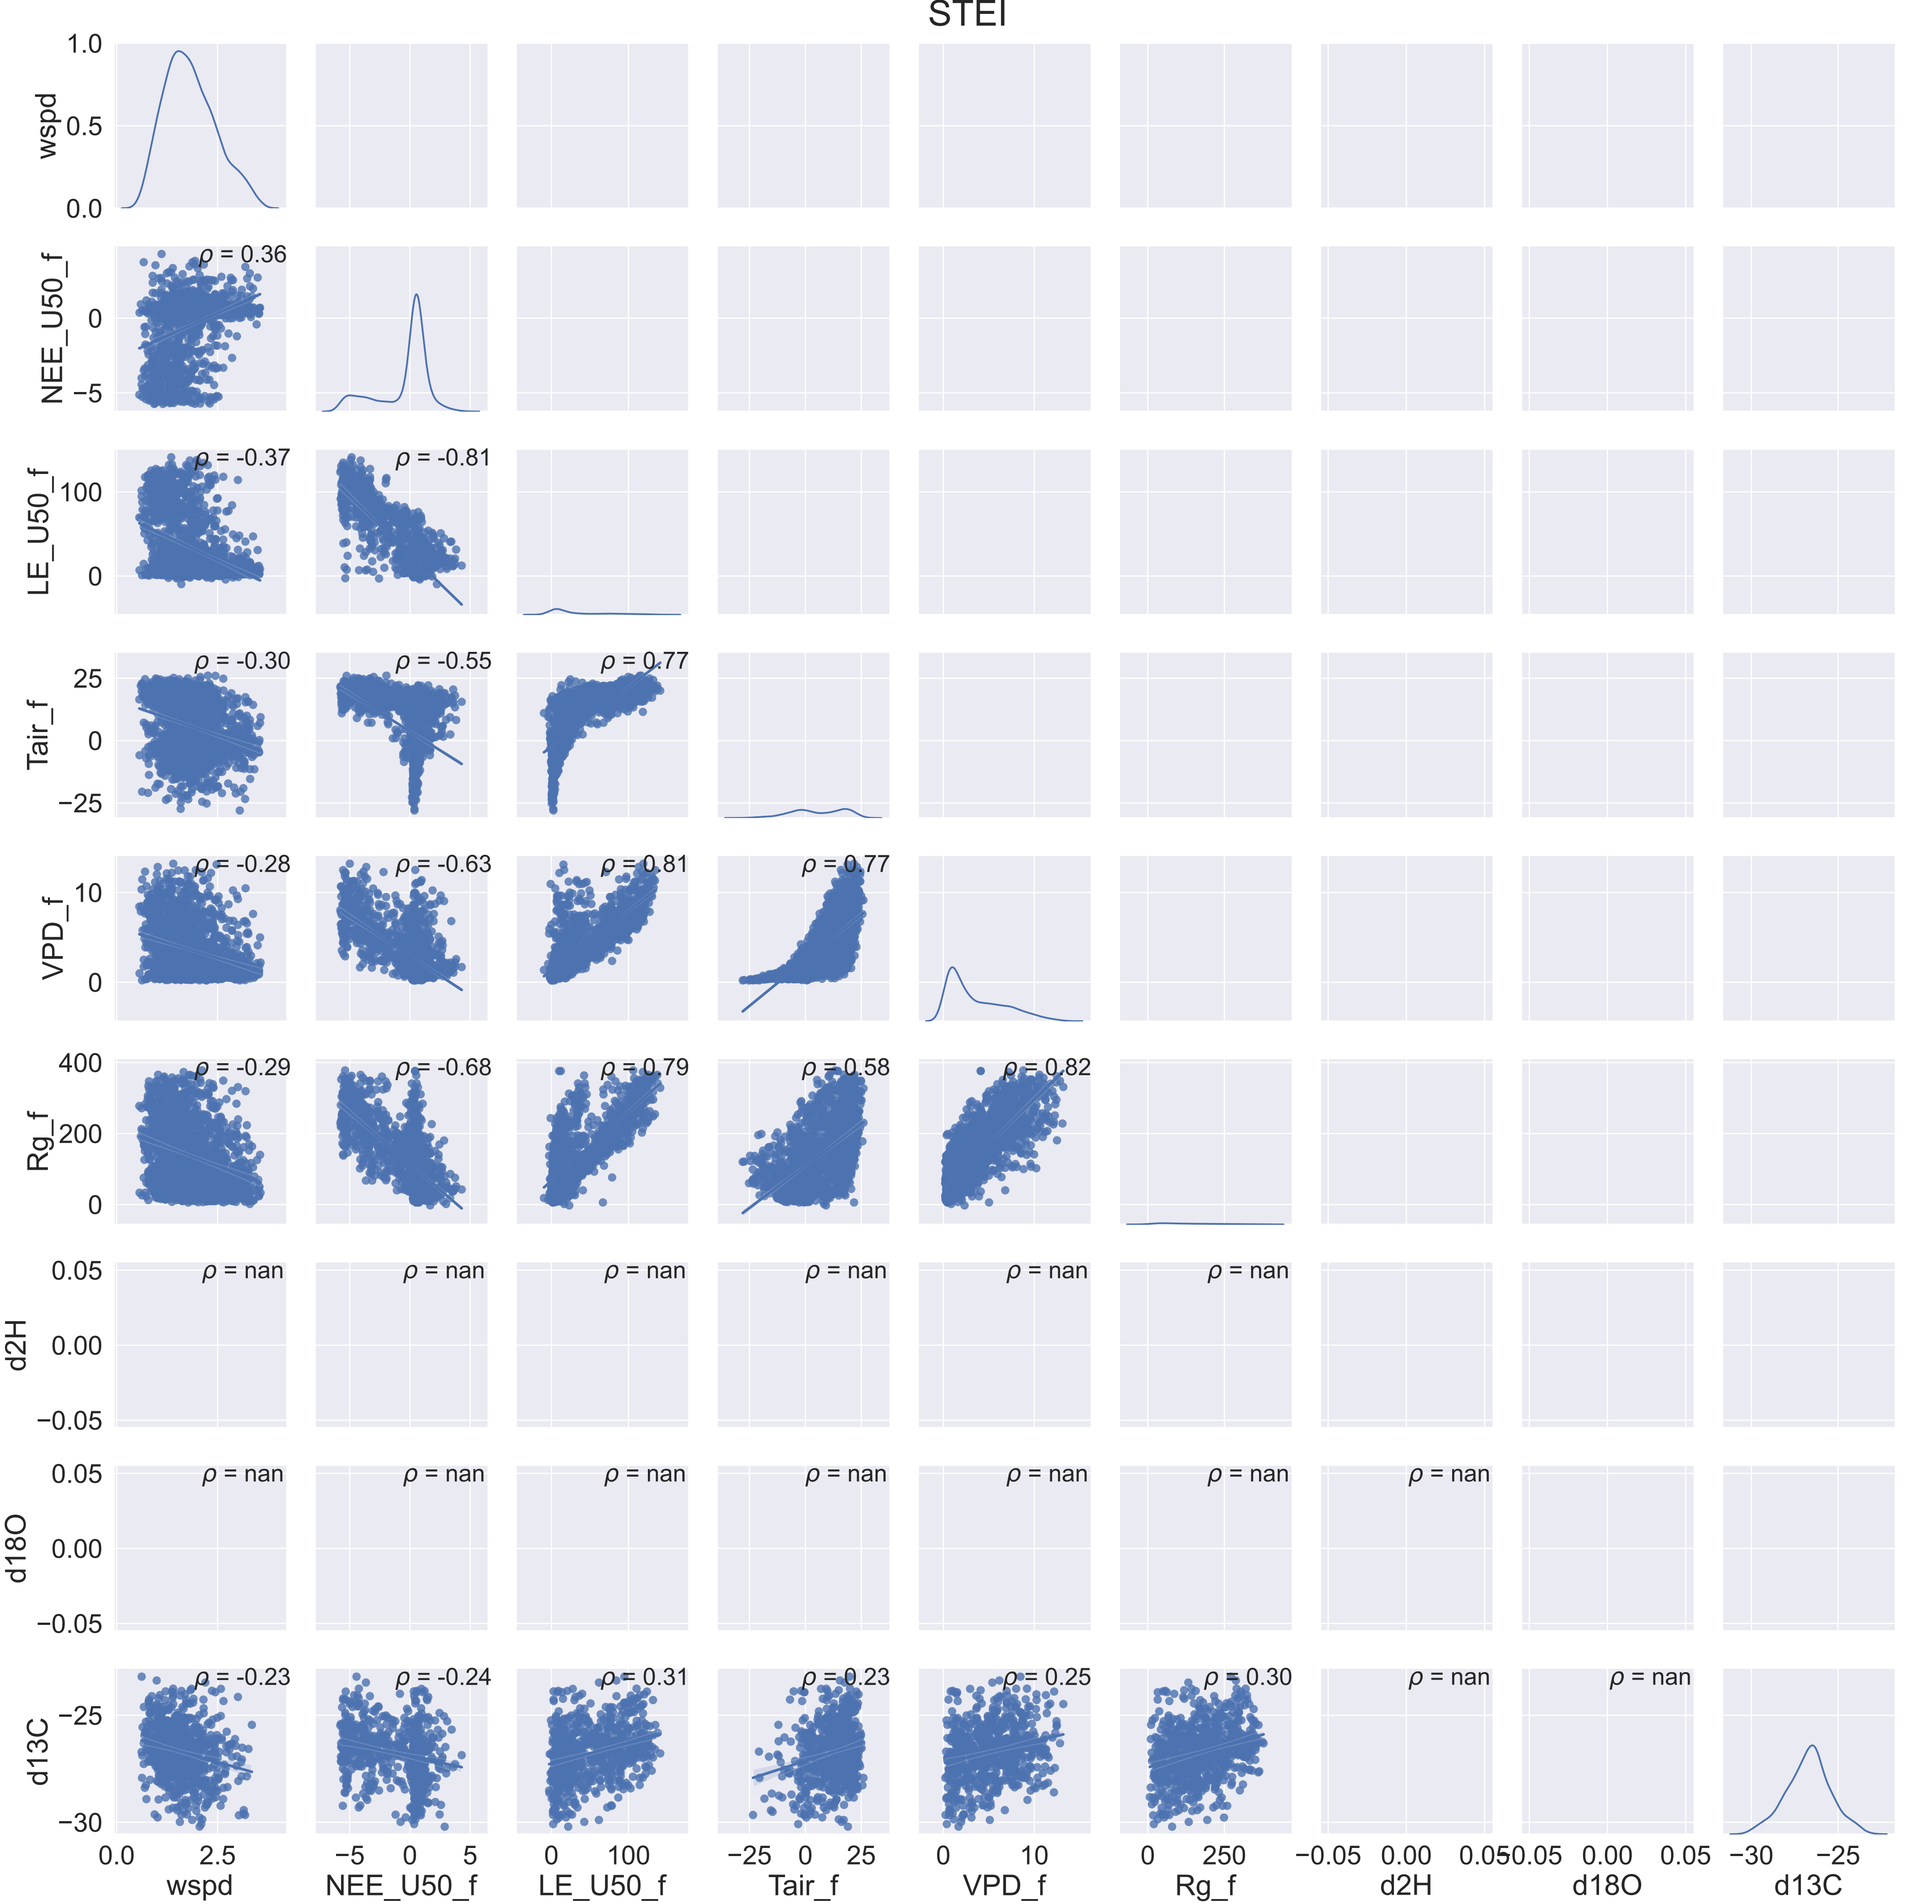 STEI
1.0
wspd
0.5
0.0
ρ = 0.36
NEE_U50_f
0
−5
ρ = -0.37
ρ = -0.81
LE_U50_f
100
0
ρ = -0.30
ρ = -0.55
ρ = 0.77
Tair_f
25
0
−25
ρ = -0.28
ρ = -0.63
ρ = 0.81
ρ = 0.77
VPD_f
10
0
ρ = -0.29
ρ = -0.68
ρ = 0.79
ρ = 0.58
ρ = 0.82
Rg_f
400
200
0
ρ = nan
ρ = nan
ρ = nan
ρ = nan
ρ = nan
ρ = nan
d2H
0.05
0.00
−0.05
ρ = nan
ρ = nan
ρ = nan
ρ = nan
ρ = nan
ρ = nan
ρ = nan
d18O
0.05
0.00
−0.05
ρ = -0.23
ρ = -0.24
ρ = 0.31
ρ = 0.23
ρ = 0.25
ρ = 0.30
ρ = nan
ρ = nan
d13C
−25
−30
0.0 2.5
−5 0 5
0 100
−25 0 25
0 10
0 250
−0.05 0.00 0.05
−0.05 0.00 0.05
−30 −25
wspd
NEE_U50_f
LE_U50_f
Tair_f
VPD_f
Rg_f
d2H
d18O
d13C